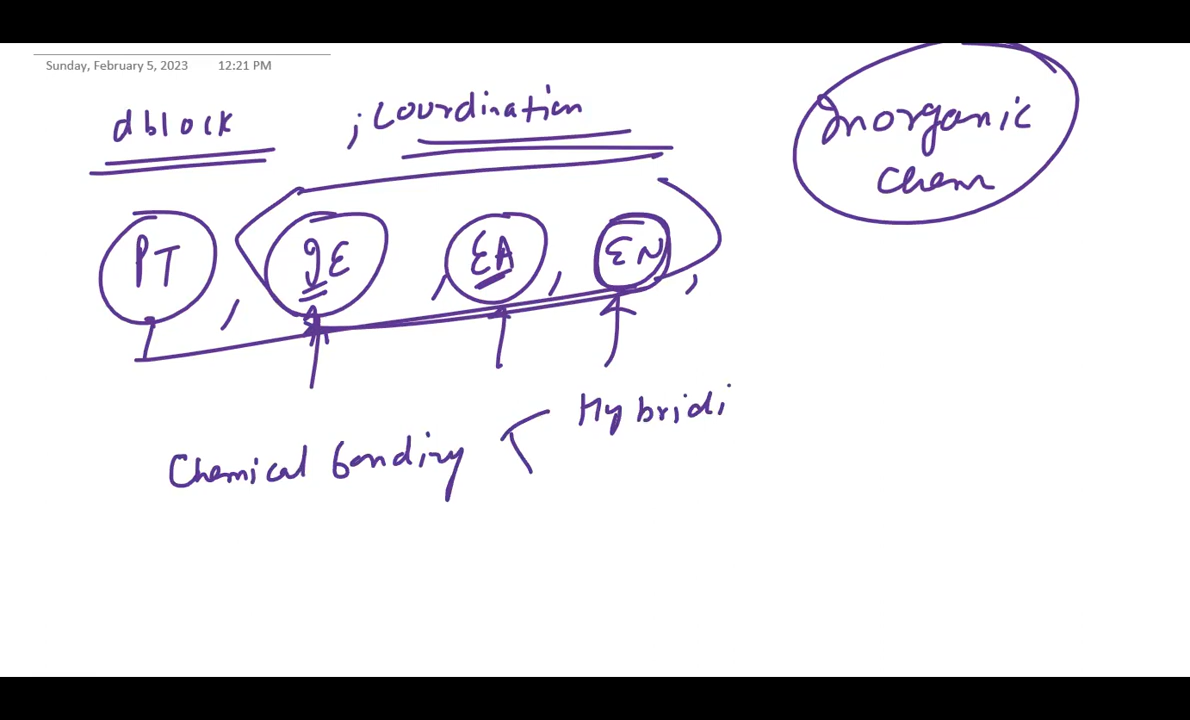 Sunday, February 5, 2023 12:21 PM
Inorganic
Chem
dblock ; Coordination
PT , IE , EA , EN ,
Chemical bonding Hybridi